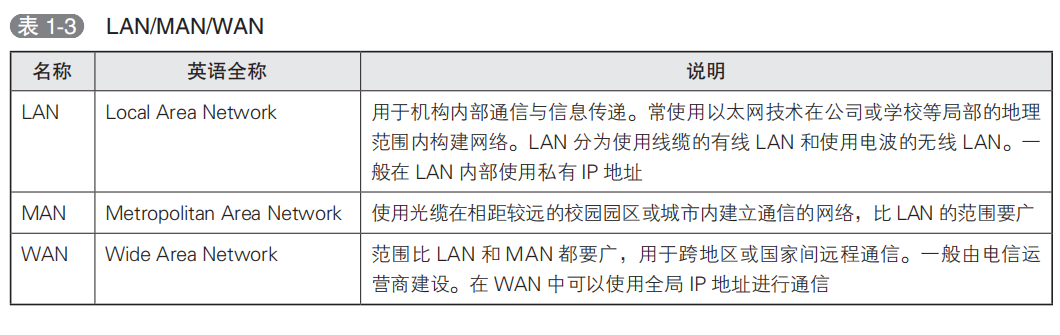 表 1-3 LAN/MAN/WAN
名称 英语全称 说明
LAN Local Area Network 用于机构内部通信与信息传递。常使用以太网技术在公司或学校等局部的地理
范围内构建网络。LAN 分为使用线缆的有线 LAN 和使用电波的无线 LAN。一
般在 LAN 内部使用私有 IP 地址
MAN Metropolitan Area Network 使用光缆在相距较远的校园园区或城市内建立通信的网络，比 LAN 的范围要广
WAN Wide Area Network 范围比 LAN 和 MAN 都要广，用于跨地区或国家间远程通信。一般由电信运
营商建设。在 WAN 中可以使用全局 IP 地址进行通信